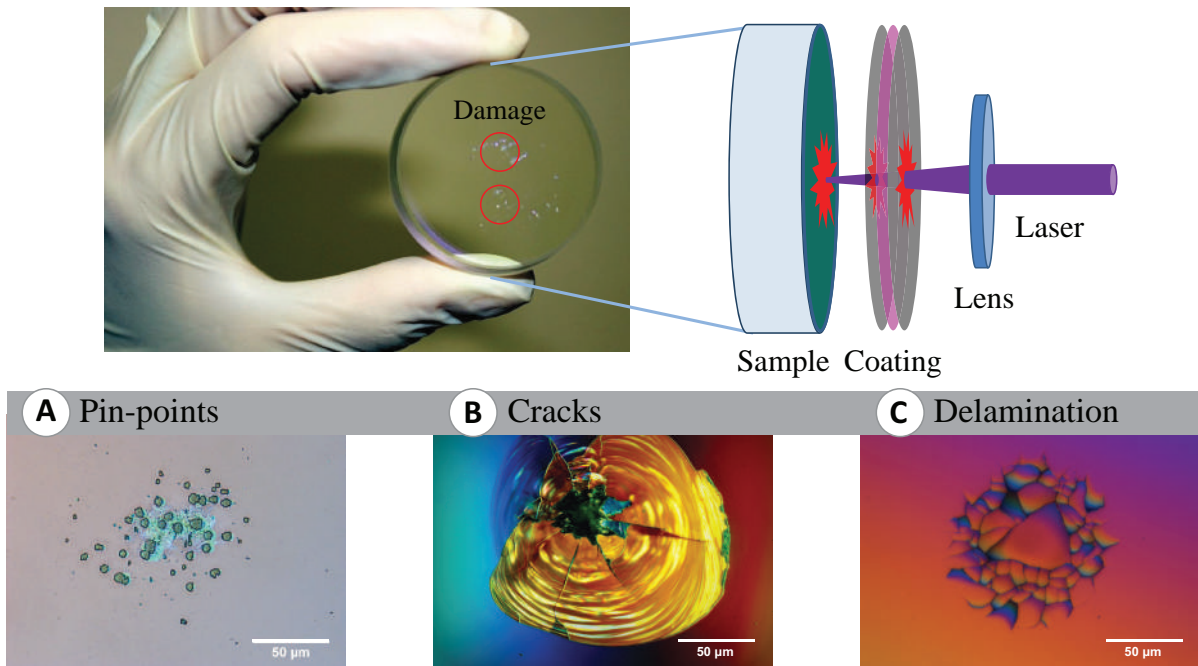 Damage
Laser
Lens
Sample Coating
A Pin-points
B Cracks
C Delamination
50 µm
50 µm
50 µm